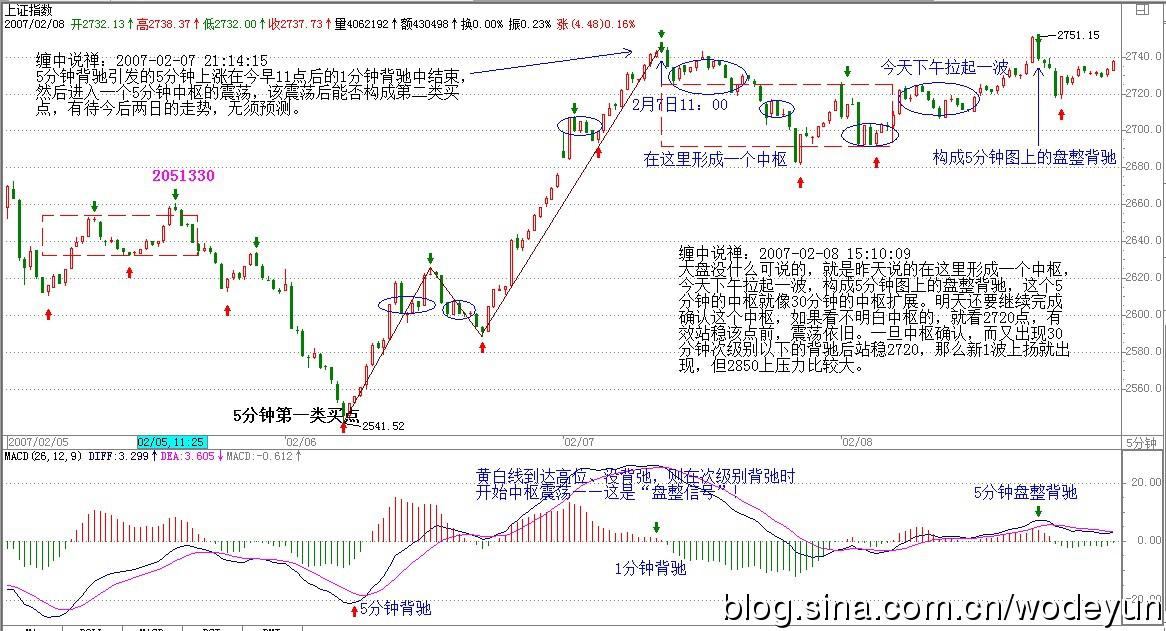 上证指数
2007/02/08 开2732.13↑高2738.37↑低2732.00↑收2737.73↑量4062192↑额430498↑换0.00% 振0.23% 涨(4.48)0.16%
缠中说禅：2007-02-07 21:14:15
5分钟背驰引发的5分钟上涨在今早11点后的1分钟背驰中结束，
然后进入一个5分钟中枢的震荡，该震荡后能否构成第二类买
点，有待今后两日的走势，无须预测。
2051330
2月7日11：00
在这里形成一个中枢
今天下午拉起一波
2751.15
构成5分钟图上的盘整背驰
缠中说禅：2007-02-08 15:10:09
大盘没什么可说的，就是昨天说的在这里形成一个中枢，
今天下午拉起一波，构成5分钟图上的盘整背驰，这个5
分钟的中枢就像30分钟的中枢扩展。明天还要继续完成
确认这个中枢，如果看不明白中枢的，就看2720点，有
效站稳该点前，震荡依旧。一旦中枢确认，而又出现30
分钟次级别以下的背驰后站稳2720，那么新1波上扬就出
现，但2850上压力比较大。
5分钟第一类买点
2541.52
2740.0
2720.0
2700.0
2680.0
2660.0
2640.0
2620.0
2600.0
2580.0
2560.0
2007/02/05
02/05,11:25
02/06
02/07
02/08
5分钟
MACD(26,12,9) DIFF:3.299↑DEA:3.605↓MACD:-0.612↑
黄白线到达高位、没背弛，则在次级别背弛时
开始中枢震荡－－这是“盘整信号”！
5分钟盘整背驰
1分钟背驰
5分钟背驰
20.00
0.00
-20.00
blog.sina.com.cn/wodeyun